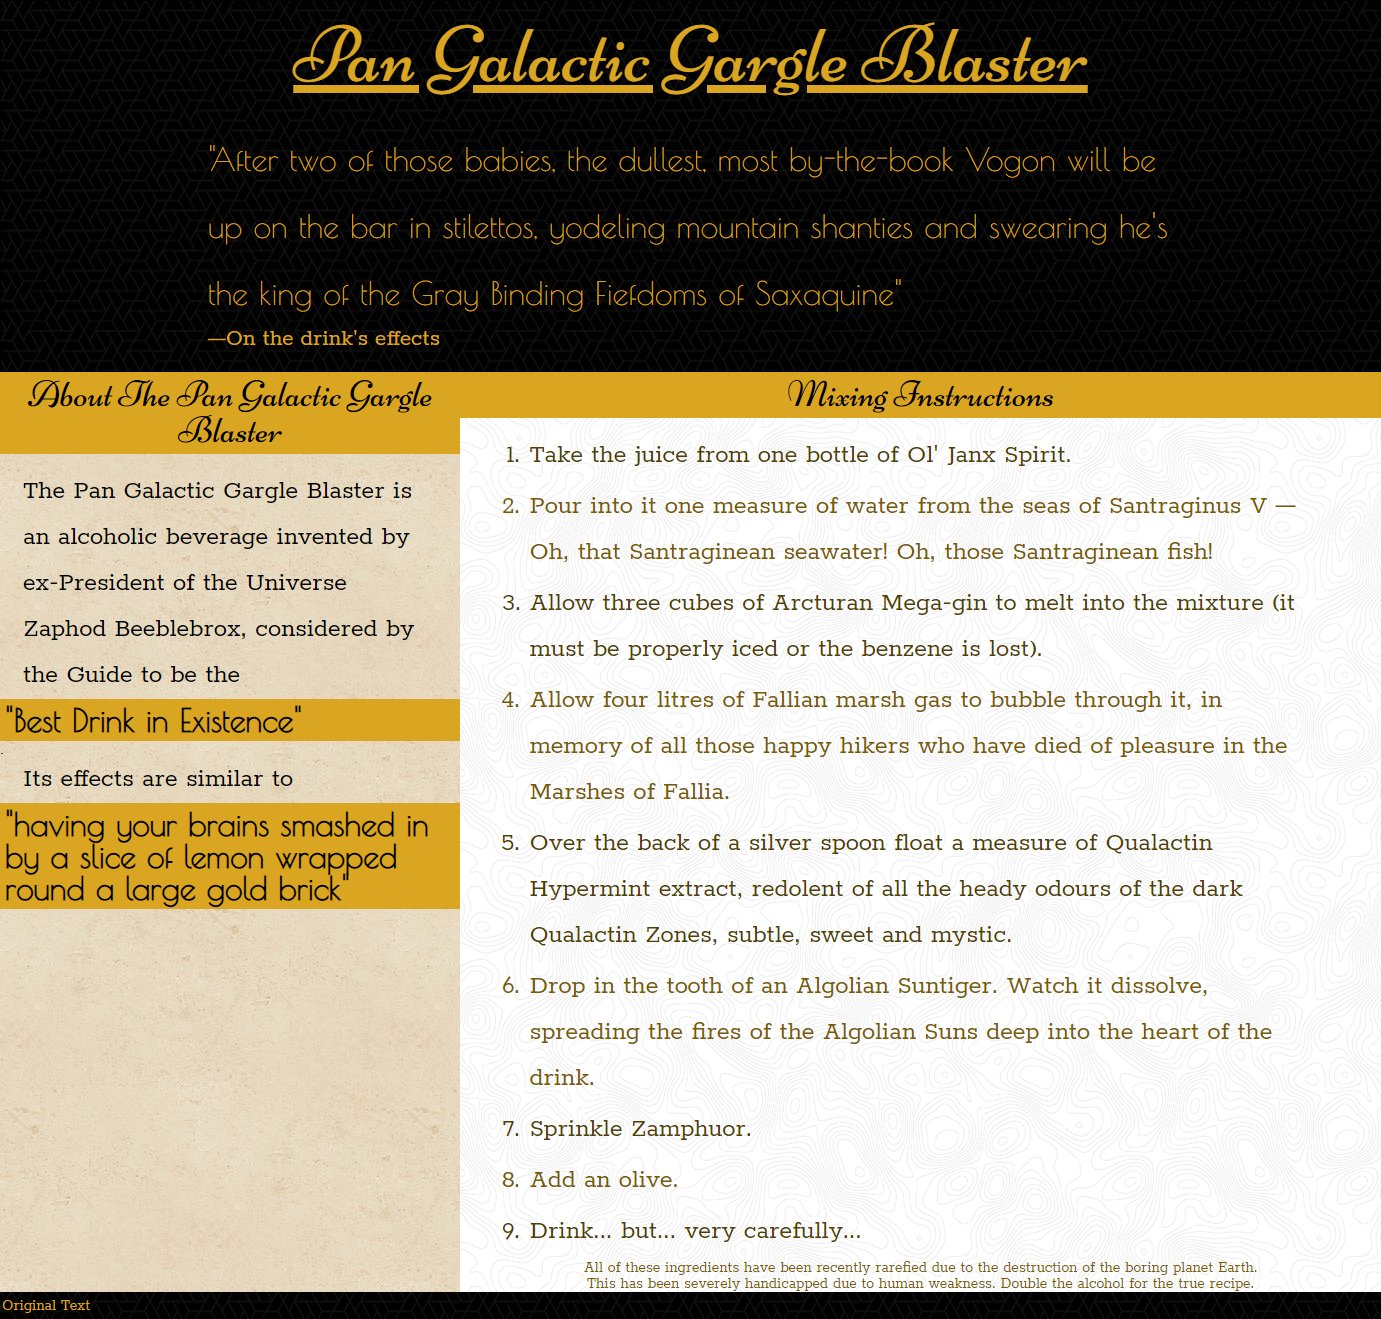 Pan Galactic Gargle Blaster
"After two of those babies, the dullest, most by-the-book Vogon will be
up on the bar in stilettos, yodeling mountain shanties and swearing he's
the king of the Gray Binding Fiefdoms of Saxaquine"
—On the drink's effects
About The Pan Galactic Gargle
Blaster
The Pan Galactic Gargle Blaster is
an alcoholic beverage invented by
ex-President of the Universe
Zaphod Beeblebrox, considered by
the Guide to be the
"Best Drink in Existence"
.
Its effects are similar to
"having your brains smashed in
by a slice of lemon wrapped
round a large gold brick"
Mixing Instructions
1. Take the juice from one bottle of Ol' Janx Spirit.
2. Pour into it one measure of water from the seas of Santraginus V —
Oh, that Santraginean seawater! Oh, those Santraginean fish!
3. Allow three cubes of Arcturan Mega-gin to melt into the mixture (it
must be properly iced or the benzene is lost).
4. Allow four litres of Fallian marsh gas to bubble through it, in
memory of all those happy hikers who have died of pleasure in the
Marshes of Fallia.
5. Over the back of a silver spoon float a measure of Qualactin
Hypermint extract, redolent of all the heady odours of the dark
Qualactin Zones, subtle, sweet and mystic.
6. Drop in the tooth of an Algolian Suntiger. Watch it dissolve,
spreading the fires of the Algolian Suns deep into the heart of the
drink.
7. Sprinkle Zamphuor.
8. Add an olive.
9. Drink... but... very carefully...
All of these ingredients have been recently rarefied due to the destruction of the boring planet Earth.
This has been severely handicapped due to human weakness. Double the alcohol for the true recipe.
Original Text